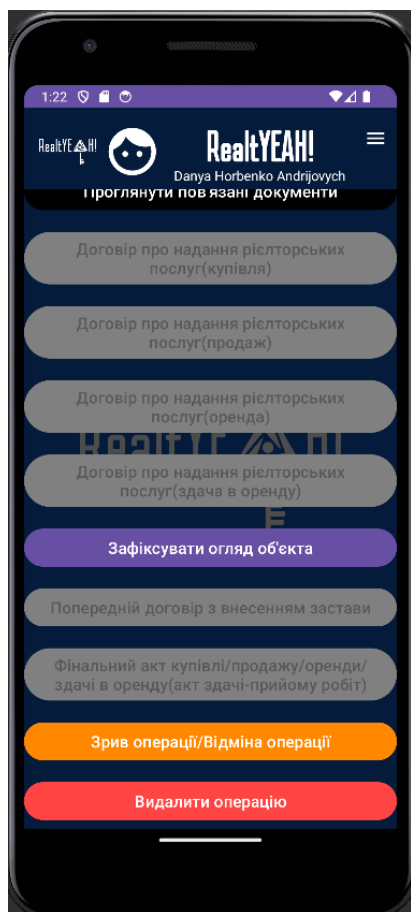 1:22
RealtYEAH!
RealtYEAH!
Danya Horbenko Andrijovych
Проглянути пов'язані документи
Договір про надання рієлторських
послуг(купівля)
Договір про надання рієлторських
послуг(продаж)
Договір про надання рієлторських
послуг(оренда)
RealtYEAH!
Договір про надання рієлторських
послуг(здача в оренду)
Зафіксувати огляд об'єкта
Попередній договір з внесенням застави
Фінальний акт купівлі/продажу/оренди/
здачі в оренду(акт здачі-прийому робіт)
Зрив операції/Відміна операції
Видалити операцію